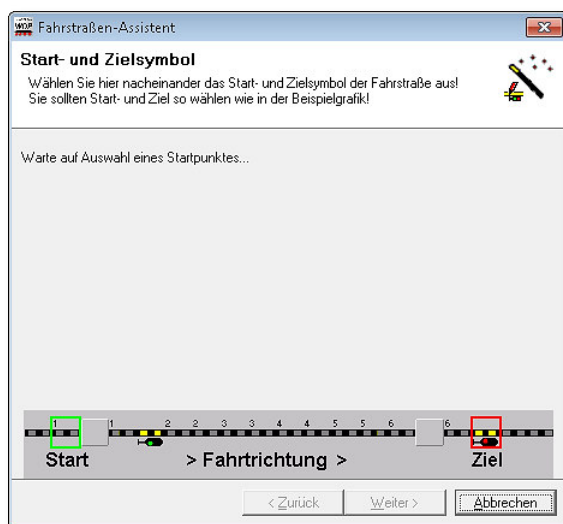 WDP Fahrstraßen-Assistent
Start- und Zielsymbol
Wählen Sie hier nacheinander das Start- und Zielsymbol der Fahrstraße aus!
Sie sollten Start- und Ziel so wählen wie in der Beispielgrafik!
Warte auf Auswahl eines Startpunktes...
1 1 2 2 3 3 4 4 5 5 6 6
Start > Fahrtrichtung > Ziel
< Zurück Weiter > Abbrechen